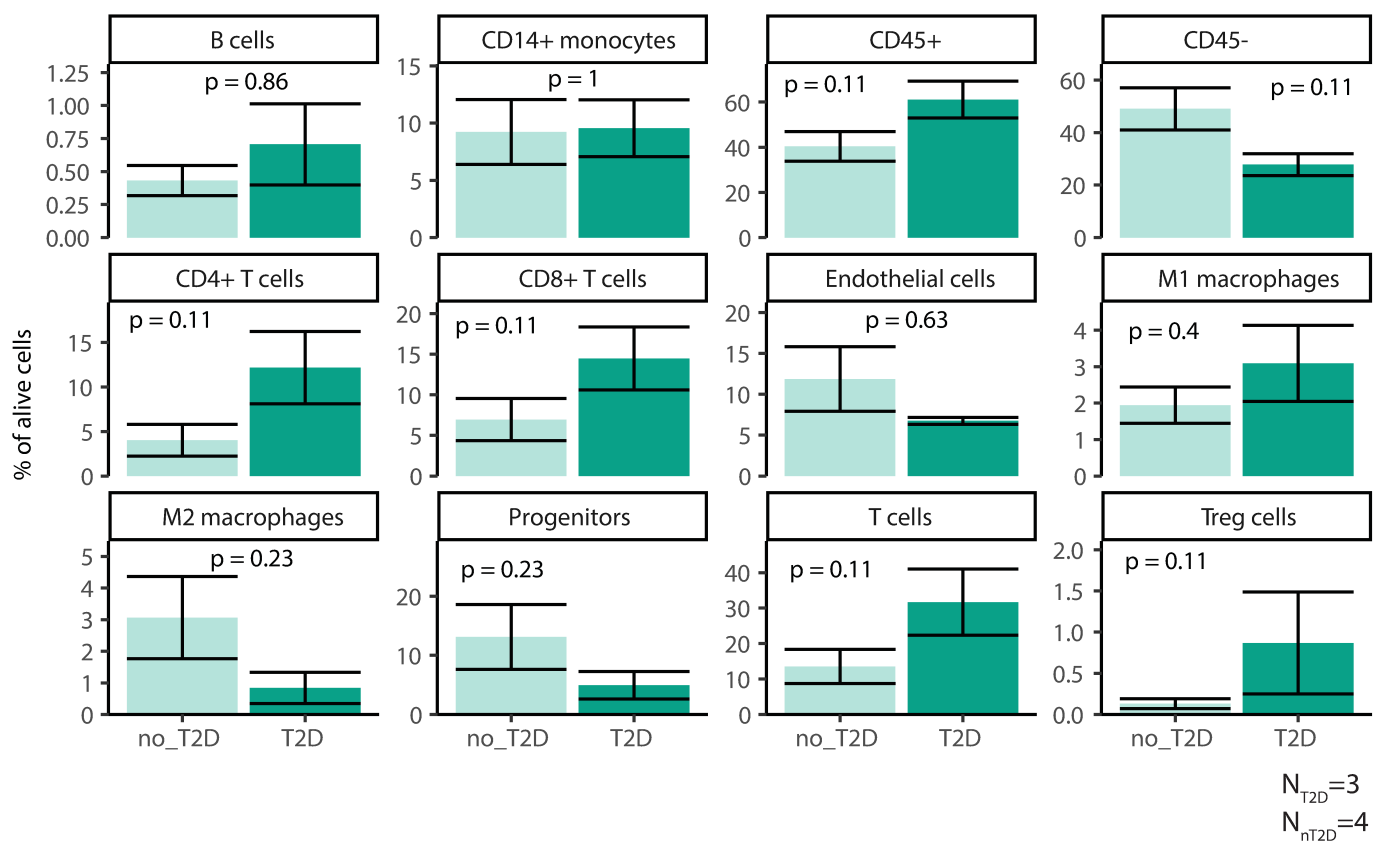 B cells
CD14+ monocytes
CD45+
CD45-
p = 0.86
p = 1
p = 0.11
p = 0.11
1.25
1.00
0.75
0.50
0.25
0.00
15
10
5
0
60
40
20
0
60
40
20
0
CD4+ T cells
CD8+ T cells
Endothelial cells
M1 macrophages
p = 0.11
p = 0.11
p = 0.63
p = 0.4
15
10
5
0
20
15
10
5
0
20
15
10
5
0
4
3
2
1
0
% of alive cells
M2 macrophages
Progenitors
T cells
Treg cells
p = 0.23
p = 0.23
p = 0.11
p = 0.11
5
4
3
2
1
0
20
10
0
40
30
20
10
0
2.0
1.5
1.0
0.5
0.0
no_T2D T2D
no_T2D T2D
no_T2D T2D
no_T2D T2D
N_T2D=3
N_nT2D=4